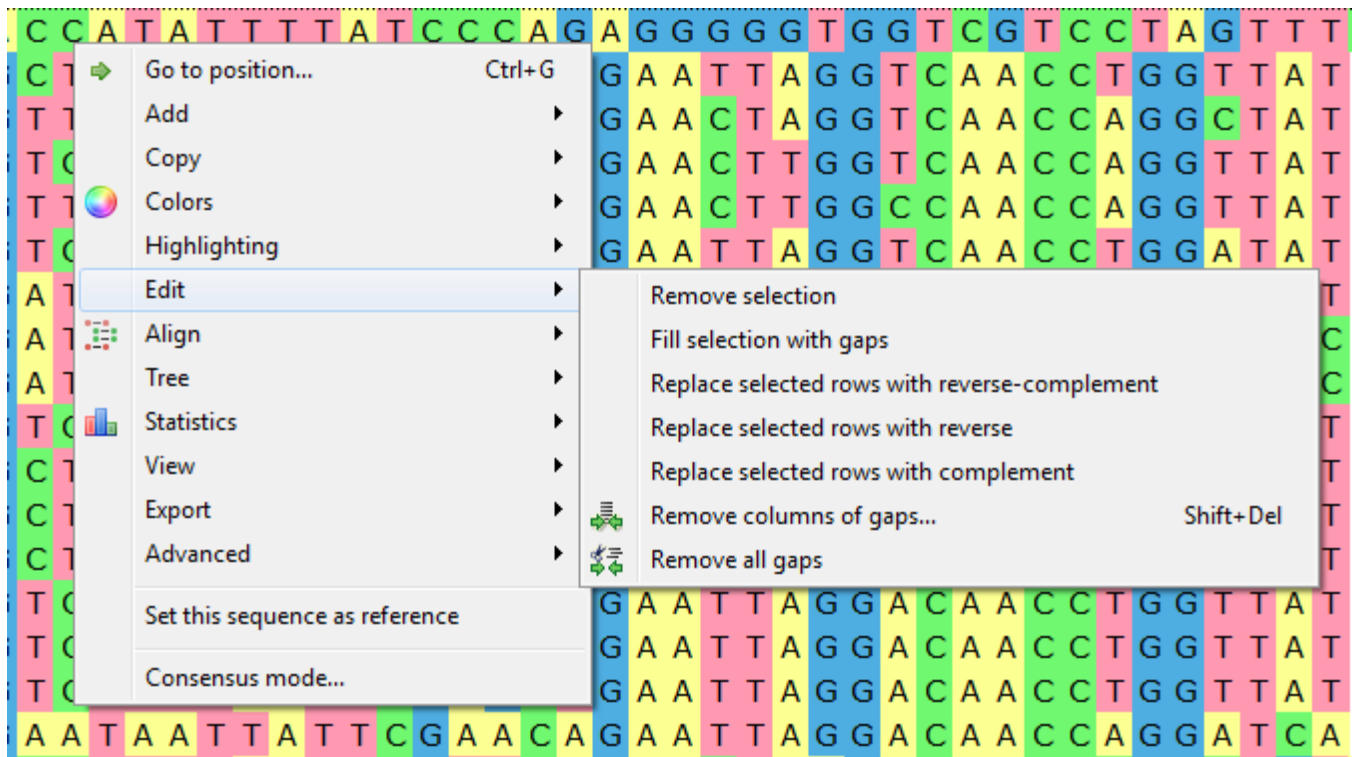 C C A T A T T T T A T C C C A G A G G G G G T G G T C G T C C T A G T T T
C T Go to position... Ctrl+G G A A T T A G G T C A A C C T G G T T A T
T T Add G A A C T A G G T C A A C C A G G C T A T
T C Copy G A A C T T G G T C A A C C A G G T T A T
T T Colors G A A C T T G G C C A A C C A G G T T A T
T C Highlighting G A A T T A G G T C A A C C T G G A T A T
A T Edit Remove selection T
A T Align Fill selection with gaps C
A T Tree Replace selected rows with reverse-complement C
T C Statistics Replace selected rows with reverse T
C T View Replace selected rows with complement T
C T Export Remove columns of gaps... Shift+Del T
C T Advanced Remove all gaps T
T C Set this sequence as reference G A A T T A G G A C A A C C T G G T T A T
T C G A A T T A G G A C A A C C T G G T T A T
T C Consensus mode... G A A T T A G G A C A A C C T G G T T A T
A A T A A T T A T T C G A A C A G A A T T A G G A C A A C C A G G A T C A